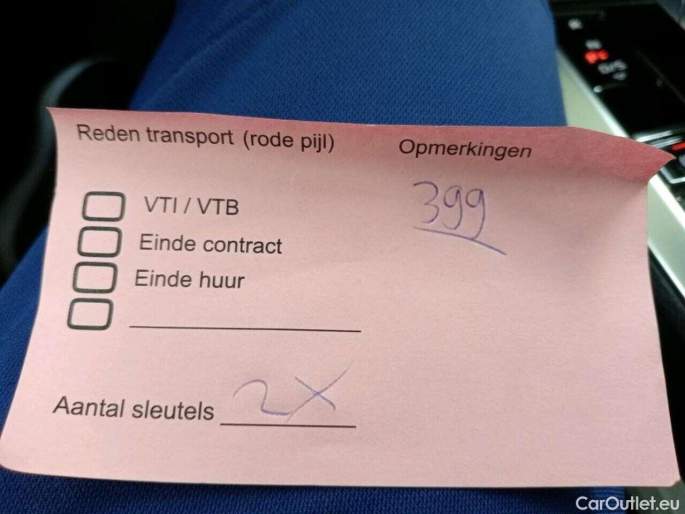 Reden transport (rode pijl)
Opmerkingen
399
VTI / VTB
Einde contract
Einde huur
Aantal sleutels 2x
CarOutlet.eu